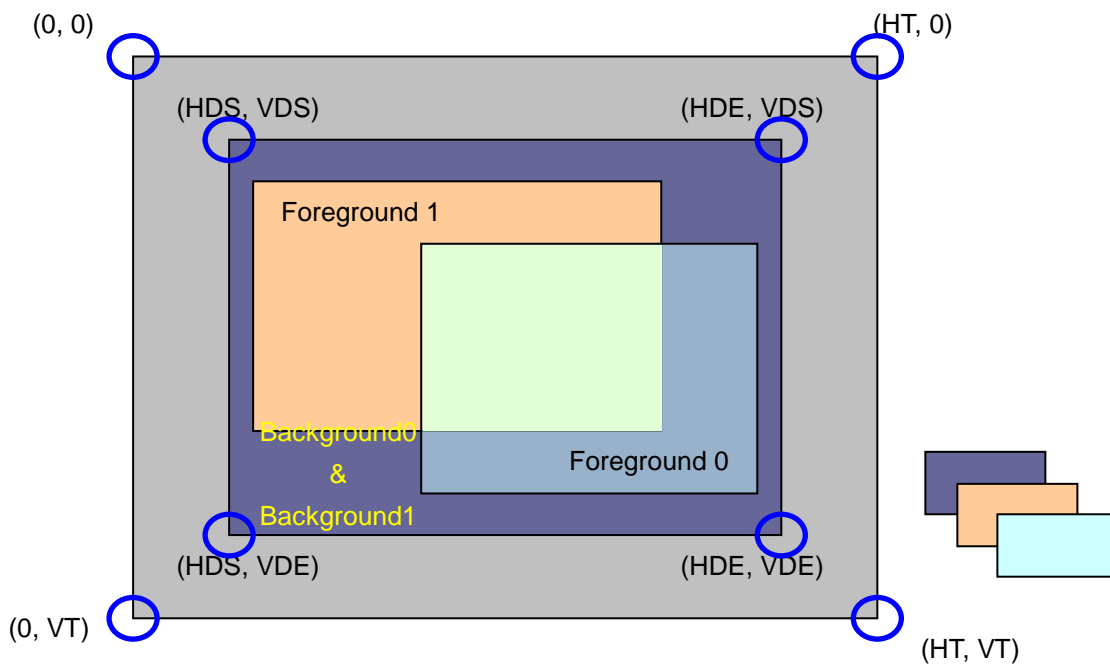 (0, 0)
(HT, 0)
(HDS, VDS)
(HDE, VDS)
Foreground 1
Background0
&
Background1
Foreground 0
(HDS, VDE)
(HDE, VDE)
(0, VT)
(HT, VT)